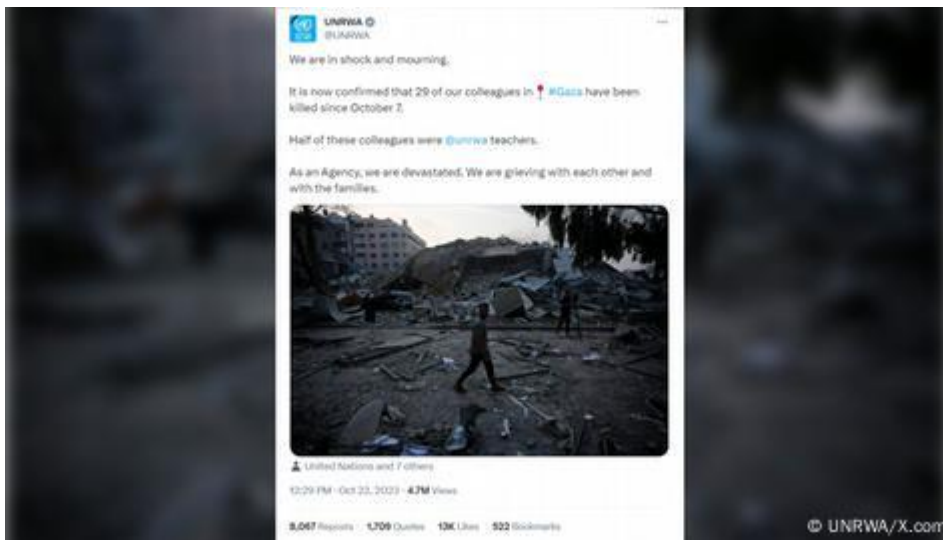 UNRWA
@UNRWA
We are in shock and mourning.
It is now confirmed that 29 of our colleagues in #Gaza have been
killed since October 7.
Half of these colleagues were @unrwa teachers.
As an Agency, we are devastated. We are grieving with each other and
with the families.
United Nations and 7 others
12:29 PM · Oct 22, 2023 · 4.7M Views
8,067 Reposts 1,709 Quotes 13K Likes 522 Bookmarks
© UNRWA/X.com